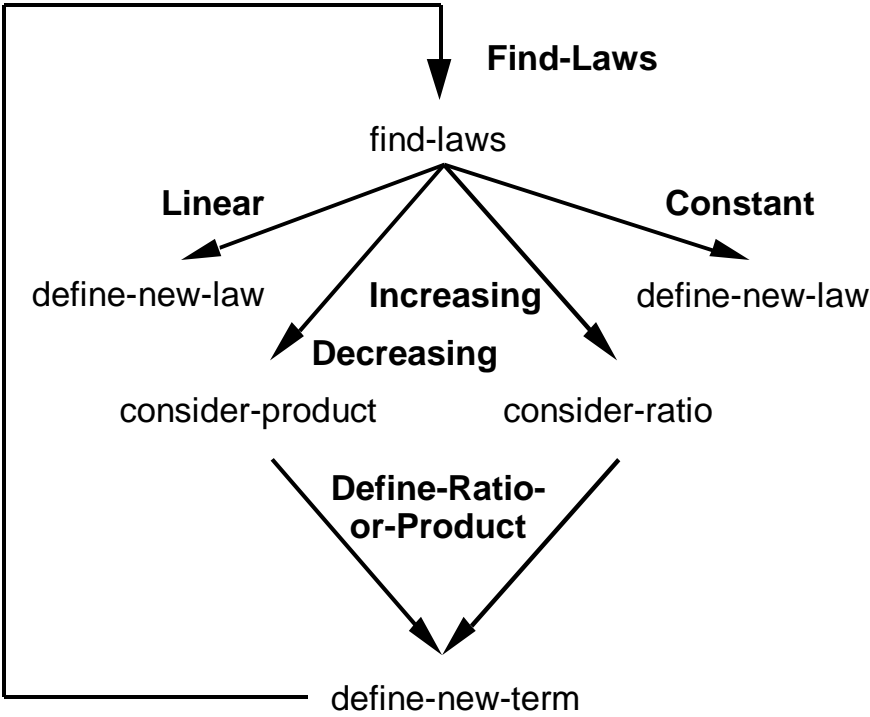 Find-Laws
find-laws
Linear
Constant
define-new-law
Increasing
define-new-law
Decreasing
consider-product
consider-ratio
Define-Ratio-
or-Product
define-new-term